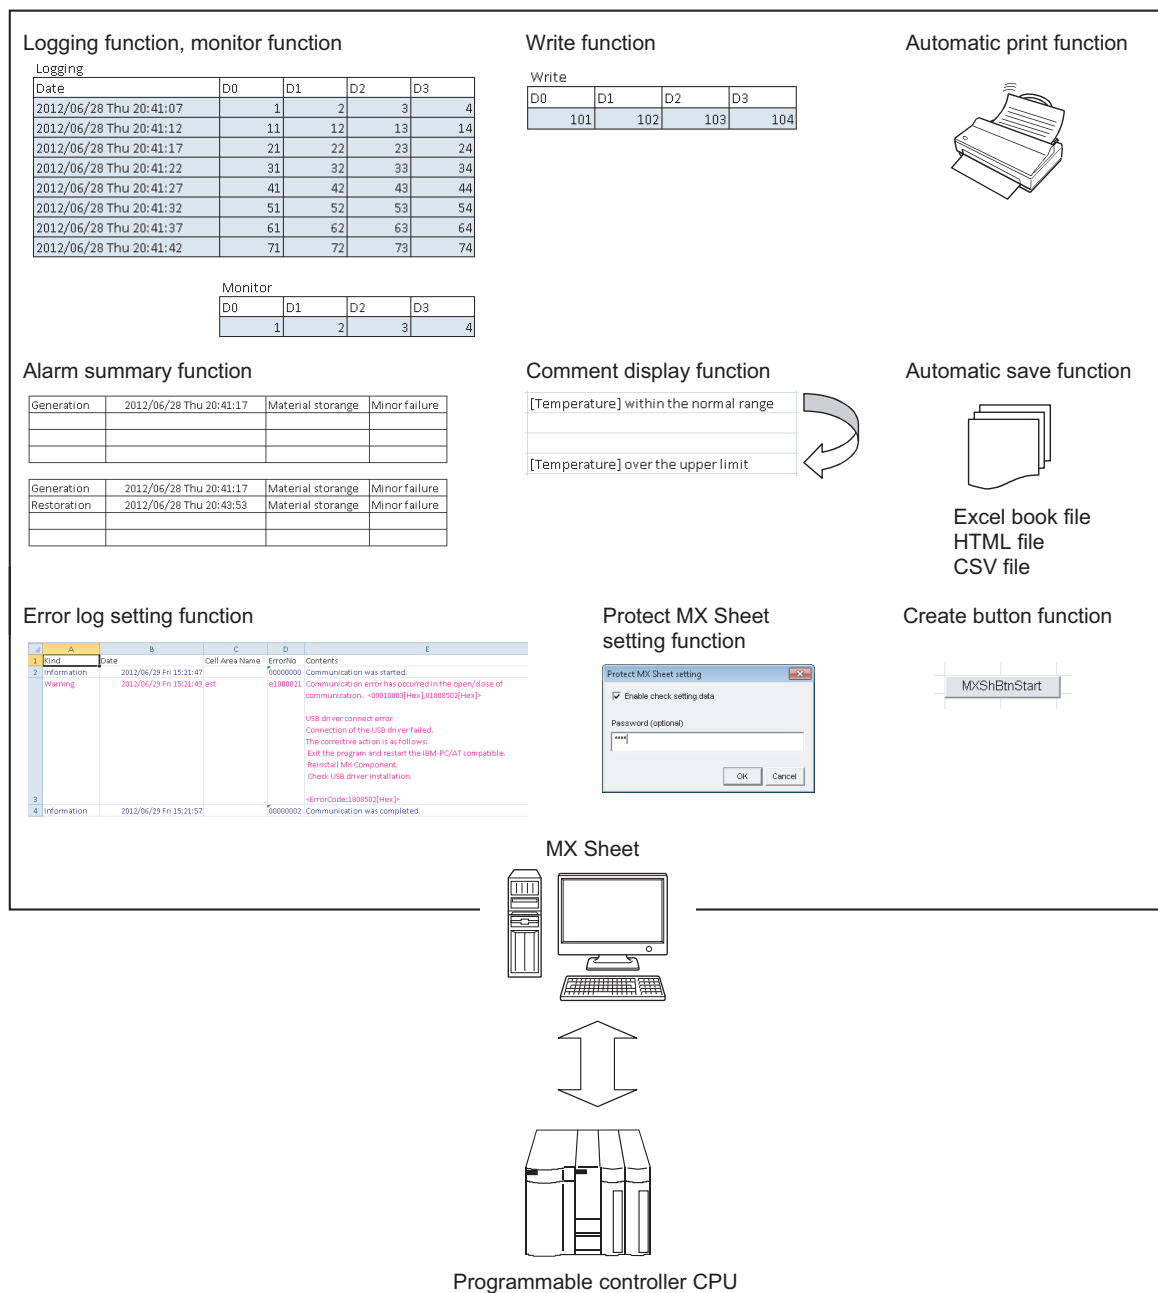 Logging function, monitor function
Logging
Date D0 D1 D2 D3
2012/06/28 Thu 20:41:07 1 2 3 4
2012/06/28 Thu 20:41:12 11 12 13 14
2012/06/28 Thu 20:41:17 21 22 23 24
2012/06/28 Thu 20:41:22 31 32 33 34
2012/06/28 Thu 20:41:27 41 42 43 44
2012/06/28 Thu 20:41:32 51 52 53 54
2012/06/28 Thu 20:41:37 61 62 63 64
2012/06/28 Thu 20:41:42 71 72 73 74
Monitor
D0 D1 D2 D3
1 2 3 4
Write function
Write
D0 D1 D2 D3
101 102 103 104
Automatic print function
Alarm summary function
Generation 2012/06/28 Thu 20:41:17 Material storange Minor failure
Generation 2012/06/28 Thu 20:41:17 Material storange Minor failure
Restoration 2012/06/28 Thu 20:43:53 Material storange Minor failure
Comment display function
[Temperature] within the normal range
[Temperature] over the upper limit
Automatic save function
Excel book file
HTML file
CSV file
Error log setting function
A B C D E
1 Kind Date Cell Area Name ErrorNo Contents
2 Information 2012/06/29 Fri 15:21:47 00000000 Communication was started.
Warning 2012/06/29 Fri 15:21:49 est e1000021 Communication error has occurred in the open/close of
communication. <00010003[Hex],01808502[Hex]>
USB driver connect error
Connection of the USB driver failed.
The corrective action is as follows:
Exit the program and restart the IBM-PC/AT compatible.
Reinstall MX Component.
Check USB driver installation.
3 <ErrorCode:1808502[Hex]>
4 Information 2012/06/29 Fri 15:21:57 00000002 Communication was completed.
Protect MX Sheet
setting function
Protect MX Sheet setting
Enable check setting data
Password (optional)
****
OK Cancel
Create button function
MXShBtnStart
MX Sheet
Programmable controller CPU